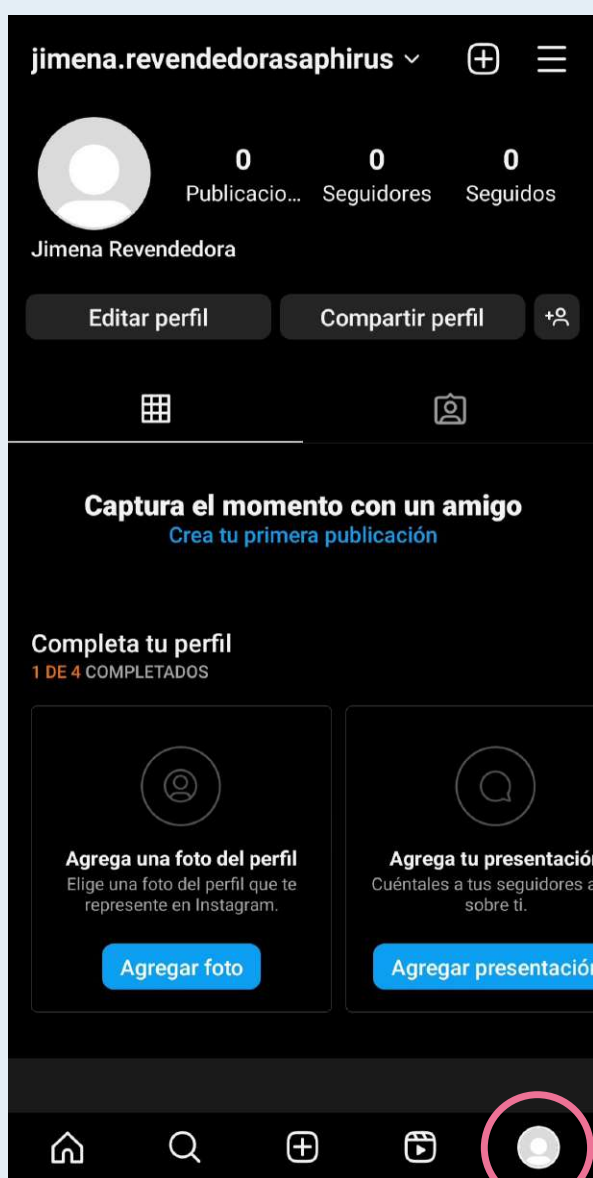 jimena.revendedorasaphirus
0 0 0
Publicacio... Seguidores Seguidos
Jimena Revendedora
Editar perfil Compartir perfil
Captura el momento con un amigo
Crea tu primera publicación
Completa tu perfil
1 DE 4 COMPLETADOS
Agrega una foto del perfil
Elige una foto del perfil que te
represente en Instagram.
Agregar foto
Agrega tu presentació
Cuéntales a tus seguidores a
sobre ti.
Agregar presentació